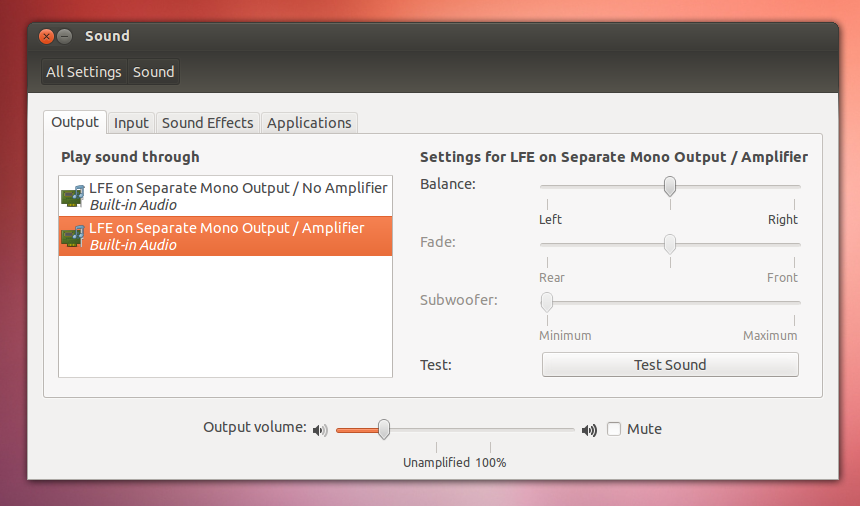 Sound
All Settings Sound
Output Input Sound Effects Applications
Play sound through
LFE on Separate Mono Output / No Amplifier
Built-in Audio
LFE on Separate Mono Output / Amplifier
Built-in Audio
Settings for LFE on Separate Mono Output / Amplifier
Balance:
Left Right
Fade:
Rear Front
Subwoofer:
Minimum Maximum
Test: Test Sound
Output volume: Mute
Unamplified 100%